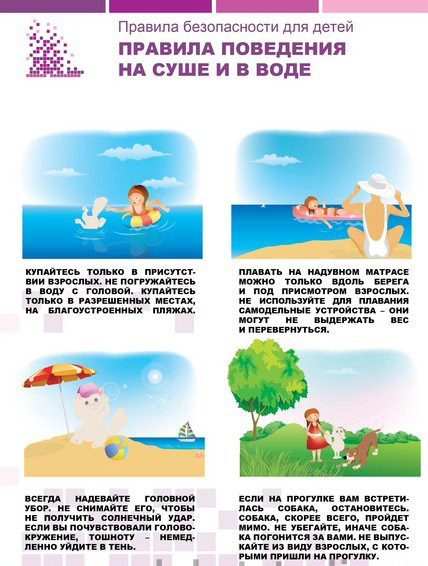 Правила безопасности для детей
ПРАВИЛА ПОВЕДЕНИЯ
НА СУШЕ И В ВОДЕ
КУПАЙТЕСЬ ТОЛЬКО В ПРИСУТСТ-
ВИИ ВЗРОСЛЫХ. НЕ ПОГРУЖАЙТЕСЬ
В ВОДУ С ГОЛОВОЙ. КУПАЙТЕСЬ
ТОЛЬКО В РАЗРЕШЕННЫХ МЕСТАХ,
НА БЛАГОУСТРОЕННЫХ ПЛЯЖАХ.
ПЛАВАТЬ НА НАДУВНОМ МАТРАСЕ
МОЖНО ТОЛЬКО ВДОЛЬ БЕРЕГА
И ПОД ПРИСМОТРОМ ВЗРОСЛЫХ.
НЕ ИСПОЛЬЗУЙТЕ ДЛЯ ПЛАВАНИЯ
САМОДЕЛЬНЫЕ УСТРОЙСТВА – ОНИ
МОГУТ НЕ ВЫДЕРЖАТЬ ВЕС
И ПЕРЕВЕРНУТЬСЯ.
ВСЕГДА НАДЕВАЙТЕ ГОЛОВНОЙ
УБОР. НЕ СНИМАЙТЕ ЕГО, ЧТОБЫ
НЕ ПОЛУЧИТЬ СОЛНЕЧНЫЙ УДАР.
ЕСЛИ ВЫ ПОЧУВСТВОВАЛИ ГОЛОВО-
КРУЖЕНИЕ, ТОШНОТУ – НЕМЕД-
ЛЕННО УЙДИТЕ В ТЕНЬ.
ЕСЛИ НА ПРОГУЛКЕ ВАМ ВСТРЕТИ-
ЛАСЬ СОБАКА, ОСТАНОВИТЕСЬ.
СОБАКА, СКОРЕЕ ВСЕГО, ПРОЙДЕТ
МИМО. НЕ УБЕГАЙТЕ, ИНАЧЕ СОБА-
КА ПОГОНИТСЯ ЗА ВАМИ. НЕ ВЫПУС-
КАЙТЕ ИЗ ВИДУ ВЗРОСЛЫХ, С КОТО-
РЫМИ ПРИШЛИ НА ПРОГУЛКУ.